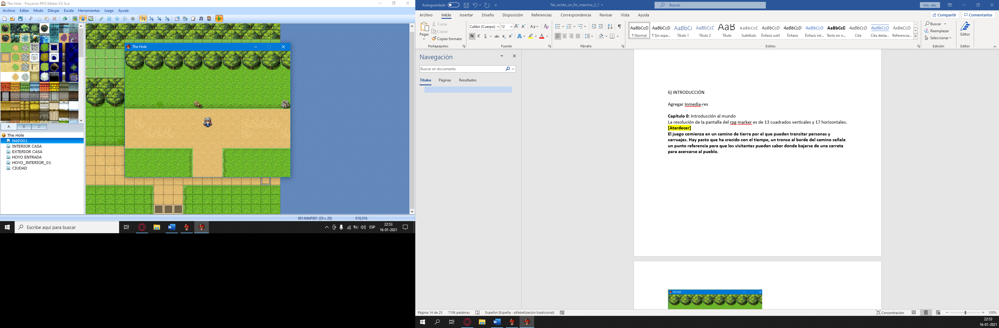 The Hole - Proyecto RPG Maker VX Ace
Archivo Editar Modo Dibujar Escala Herramientas Juego Ayuda
The Hole
A B C
The Hole
MAP001
INTERIOR CASA
EXTERIOR CASA
HOYO ENTRADA
HOYO_INTERIOR_01
CIUDAD
001:MAP001 (20 x 20) 018,016
Escribe aquí para buscar
ESP
22:53
16-01-2021
Autoguardado
No_existe_un_fin_maximo_2_1
Buscar
Inic. ses.
Archivo Inicio Insertar Diseño Disposición Referencias Correspondencia Revisar Vista Ayuda
Compartir Comentarios
Pegar
Cortar
Copiar
Copiar formato
Portapapeles
Calibri (Cuerpo) 12
N K S ab x₂ x² A A
Fuente
Párrafo
AaBbCcD AaBbCcD AaBbCc AaBbCcD AaB AaBbCcD AaBbCcD AaBbCcD AaBbCcD AaBbCcD AaBbCcD AaBbCcD AABBCCD
¶ Normal ¶ Sin espa... Título 1 Título 2 Título Subtítulo Énfasis sutil Énfasis Énfasis int... Texto en n... Cita Cita desta... Referencia...
Estilos
Buscar
Reemplazar
Seleccionar
Edición
Editor
Editor
Navegación
Buscar en documento
Títulos Páginas Resultados
6) INTRODUCCIÓN
Agregar Inmedia-res
Capítulo 0: Introducción al mundo
La resolución de la pantalla del rpg marker es de 13 cuadrados verticales y 17 horizontales.
[Atardecer]
El juego comienza en un camino de tierra por el que pueden transitar personas y
carruajes. Hay pasto que ha crecido con el tiempo, un tronco al borde del camino señala
un punto referencia para que los visitantes puedan saber donde bajarse de una carreta
para acercarse al pueblo.
The Hole
Página 14 de 25 7106 palabras Español (España - alfabetización tradicional)
Concentración
100%
22:53
16-01-2021